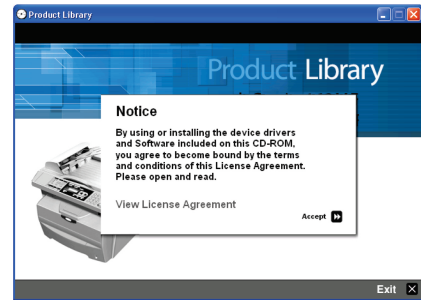 Product Library
Product Library
Notice
By using or installing the device drivers
and Software included on this CD-ROM,
you agree to become bound by the terms
and conditions of this License Agreement.
Please open and read.
View License Agreement
Accept
Exit